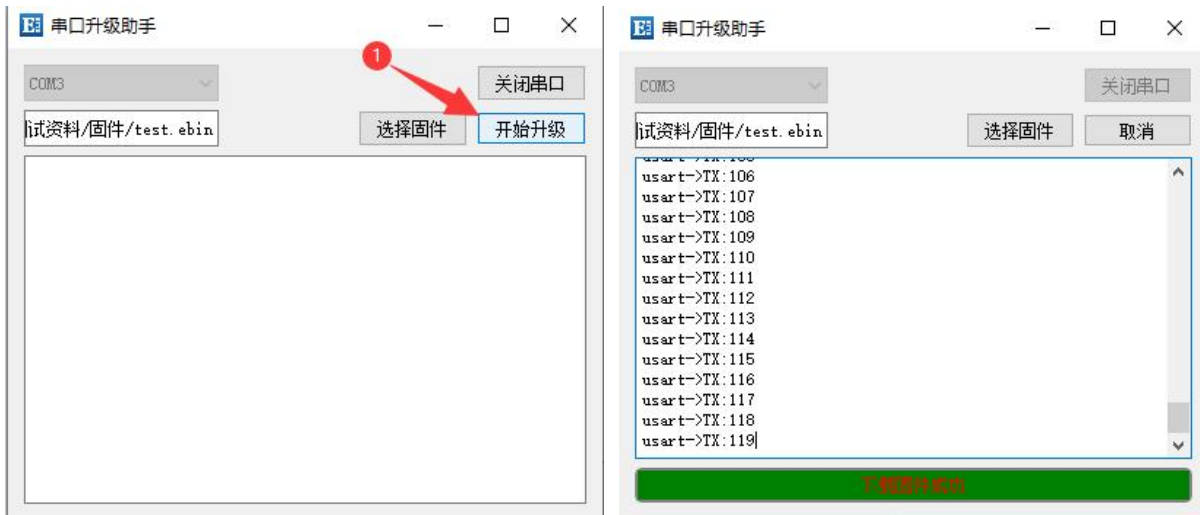 串口升级助手
1
COM3
关闭串口
试资料/固件/test.ebin
选择固件
开始升级
串口升级助手
COM3
关闭串口
试资料/固件/test.ebin
选择固件
取消
usart->TX:106
usart->TX:107
usart->TX:108
usart->TX:109
usart->TX:110
usart->TX:111
usart->TX:112
usart->TX:113
usart->TX:114
usart->TX:115
usart->TX:116
usart->TX:117
usart->TX:118
usart->TX:119
下载固件成功